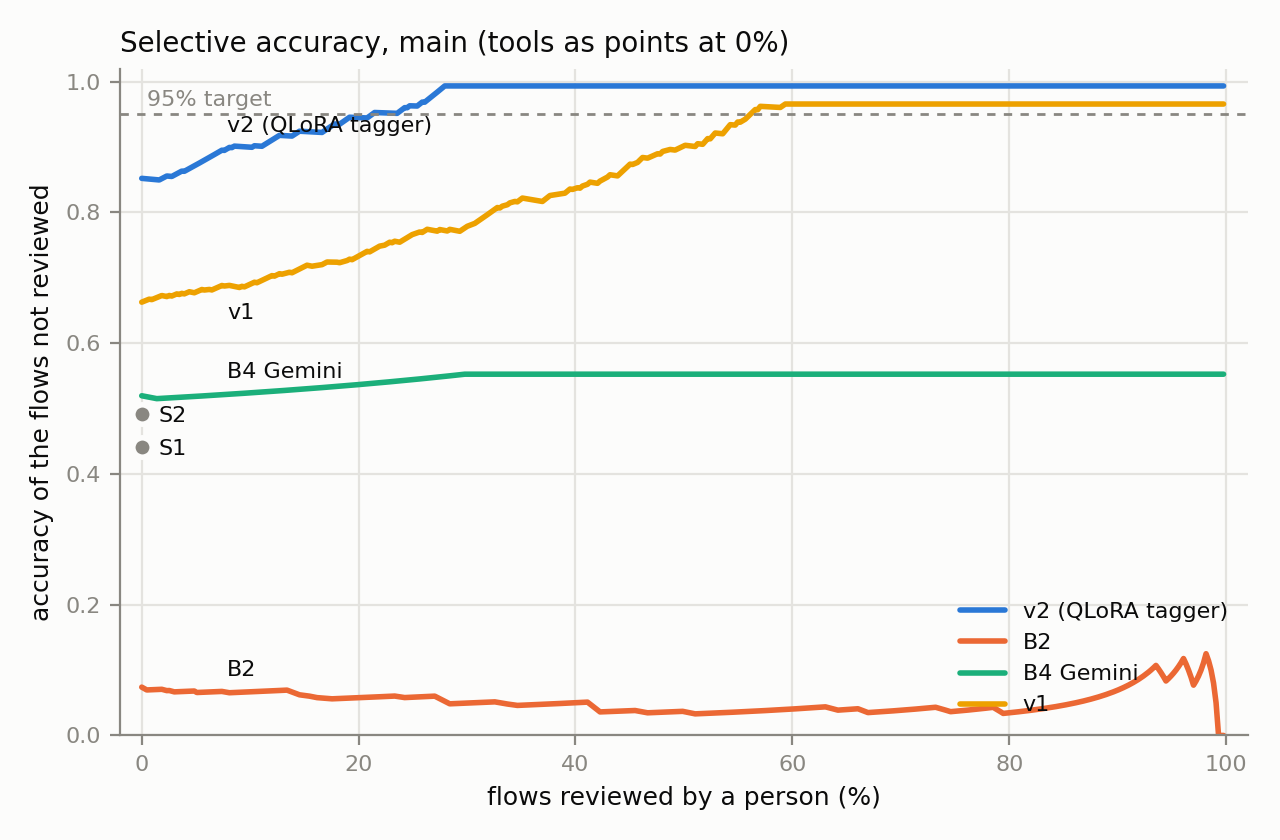 Selective accuracy, main (tools as points at 0%)
accuracy of the flows not reviewed
1.0
0.8
0.6
0.4
0.2
0.0
95% target
v2 (QLoRA tagger)
v1
B4 Gemini
S2
S1
B2
v2 (QLoRA tagger)
B2
B4 Gemini
v1
0
20
40
60
80
100
flows reviewed by a person (%)